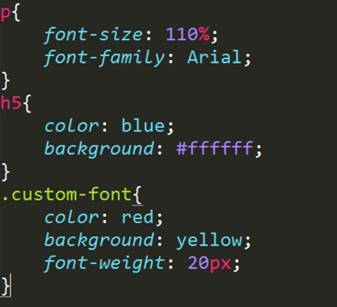 p{
    font-size: 110%;
    font-family: Arial;
}
h5{
    color: blue;
    background: #ffffff;
}
.custom-font{
    color: red;
    background: yellow;
    font-weight: 20px;
}